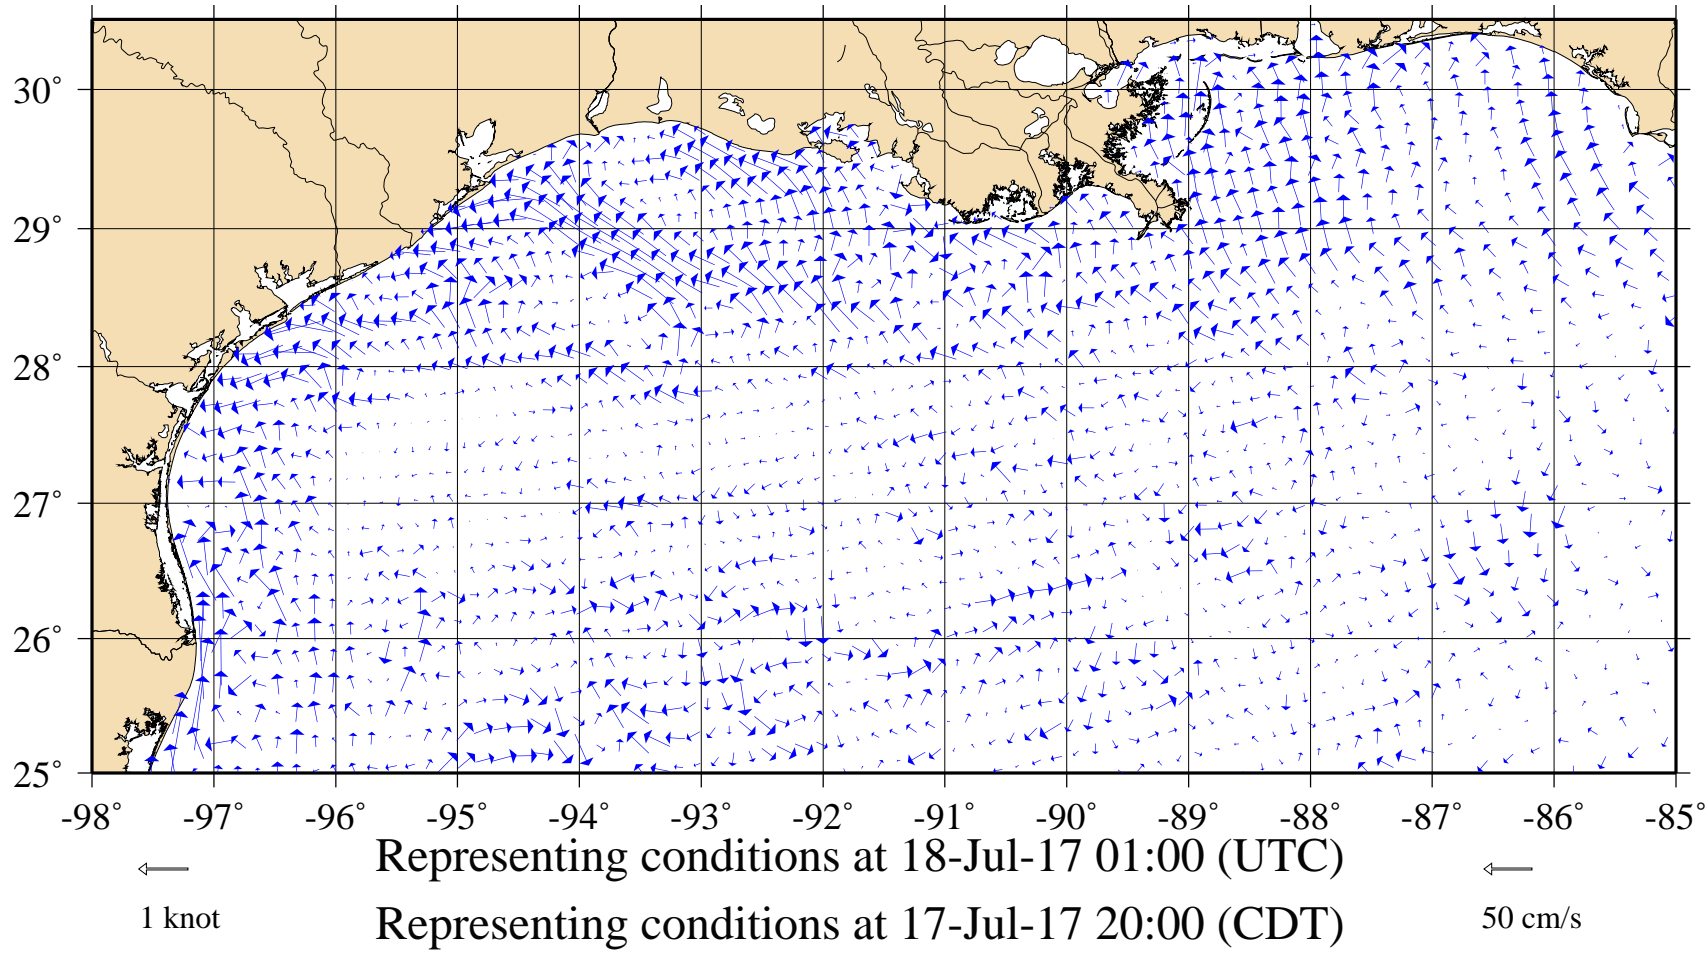 30°
29°
28°
27°
26°
25°
-98° -97° -96° -95° -94° -93° -92° -91° -90° -89° -88° -87° -86° -85°
Representing conditions at 18-Jul-17 01:00 (UTC)
1 knot
Representing conditions at 17-Jul-17 20:00 (CDT)
50 cm/s